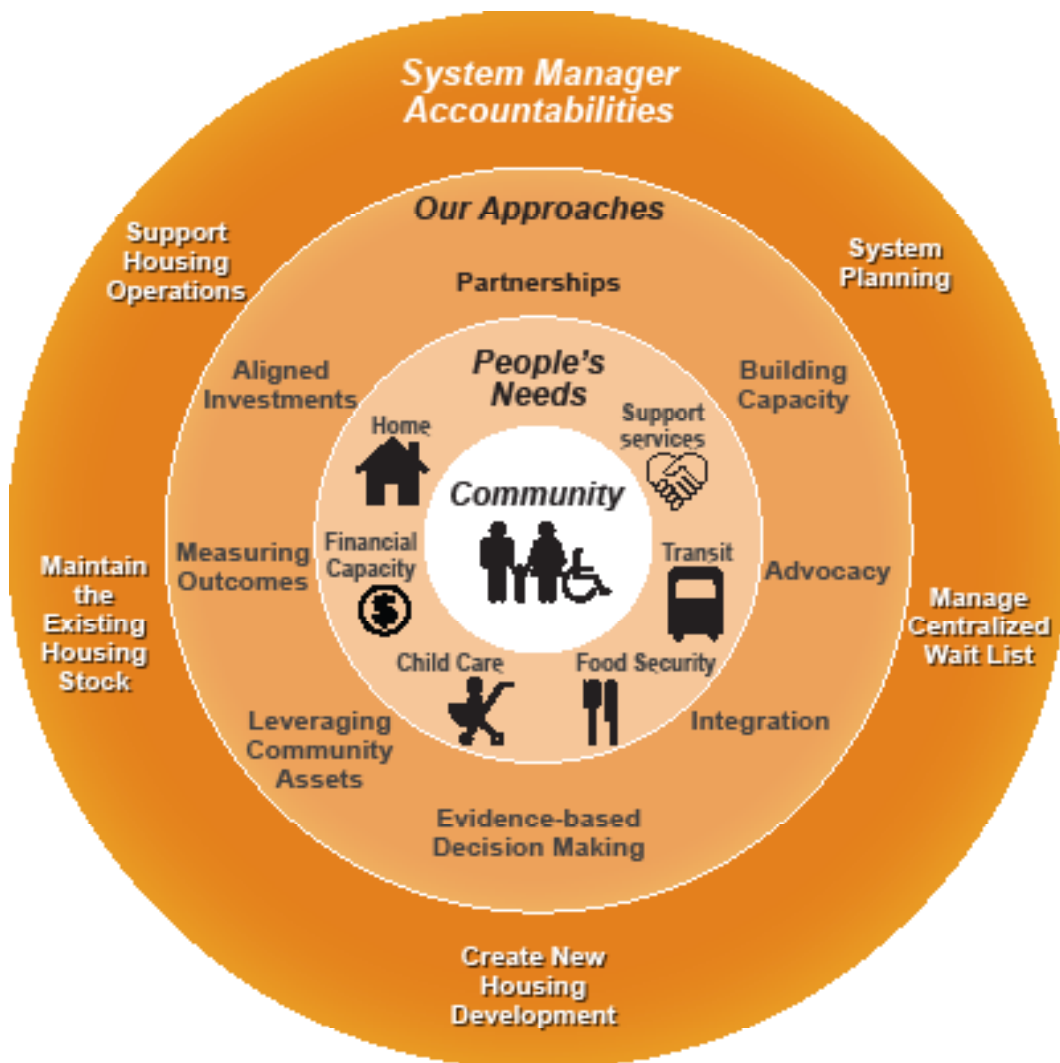 System Manager
Accountabilities
Support
Housing
Operations
System
Planning
Maintain
the
Existing
Housing
Stock
Manage
Centralized
Wait List
Create New
Housing
Development
Our Approaches
Partnerships
Aligned
Investments
Building
Capacity
Measuring
Outcomes
Advocacy
Leveraging
Community
Assets
Integration
Evidence-based
Decision Making
People's
Needs
Home
Support
services
Financial
Capacity
$
Transit
Child Care
Food Security
Community